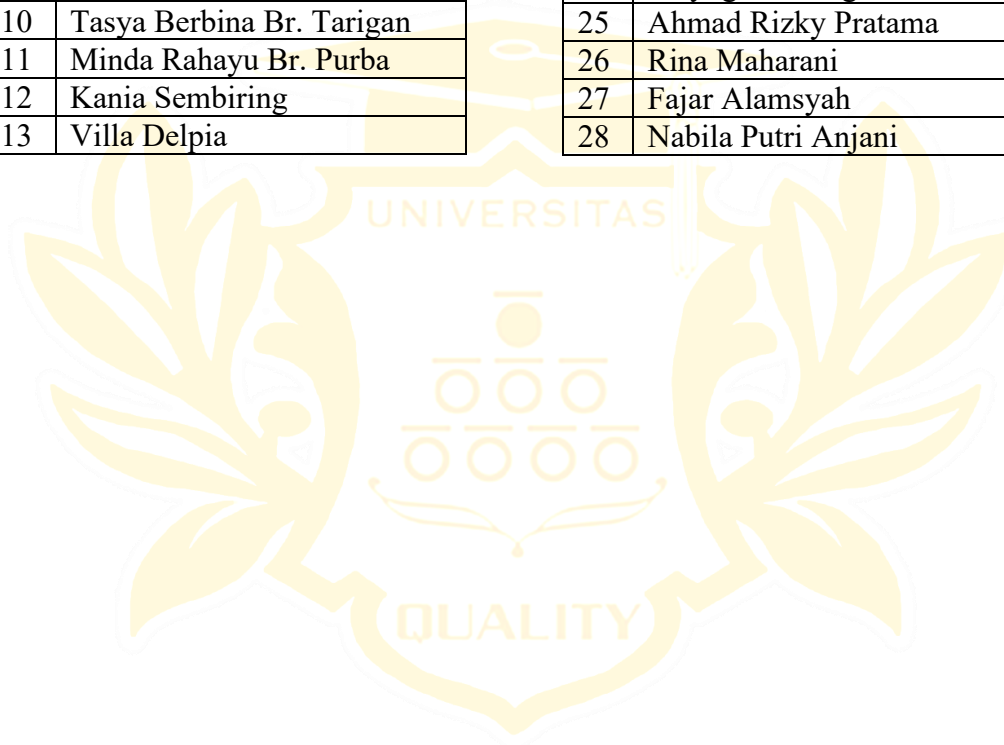 10 Tasya Berbina Br. Tarigan
11 Minda Rahayu Br. Purba
12 Kania Sembiring
13 Villa Delpia
25 Ahmad Rizky Pratama
26 Rina Maharani
27 Fajar Alamsyah
28 Nabila Putri Anjani
UNIVERSITAS
QUALITY